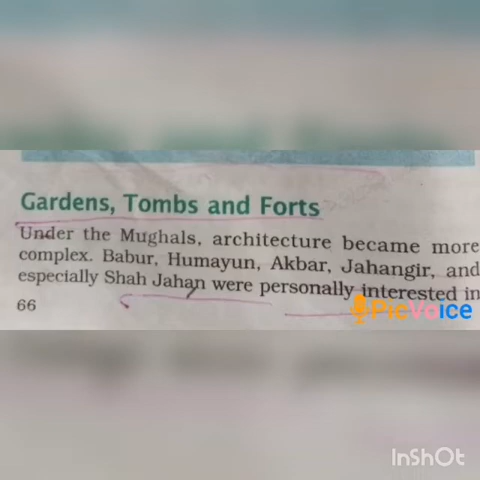 Gardens, Tombs and Forts
Under the Mughals, architecture became more
complex. Babur, Humayun, Akbar, Jahangir, and
especially Shah Jahan were personally interested in
66
PicVoice
InShOt